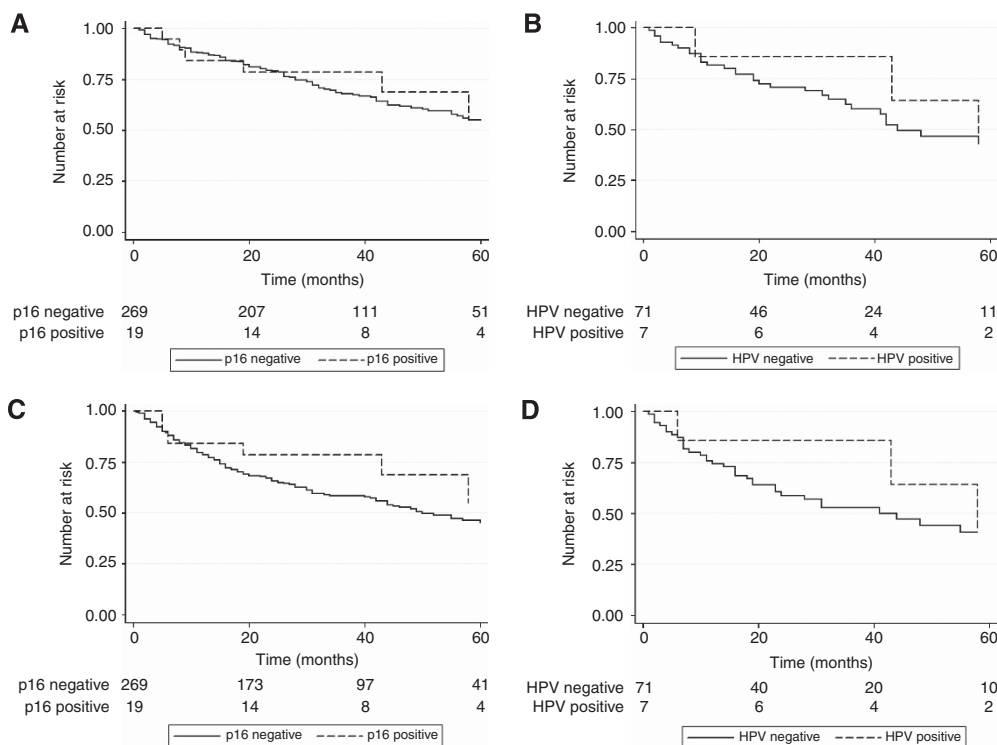 A
1.00
0.75
0.50
0.25
0.00
Number at risk
0 20 40 60
Time (months)
p16 negative 269 207 111 51
p16 positive 19 14 8 4
p16 negative p16 positive
B
1.00
0.75
0.50
0.25
0.00
Number at risk
0 20 40 60
Time (months)
HPV negative 71 46 24 11
HPV positive 7 6 4 2
HPV negative HPV positive
C
1.00
0.75
0.50
0.25
0.00
Number at risk
0 20 40 60
Time (months)
p16 negative 269 173 97 41
p16 positive 19 14 8 4
p16 negative p16 positive
D
1.00
0.75
0.50
0.25
0.00
Number at risk
0 20 40 60
Time (months)
HPV negative 71 40 20 10
HPV positive 7 6 4 2
HPV negative HPV positive